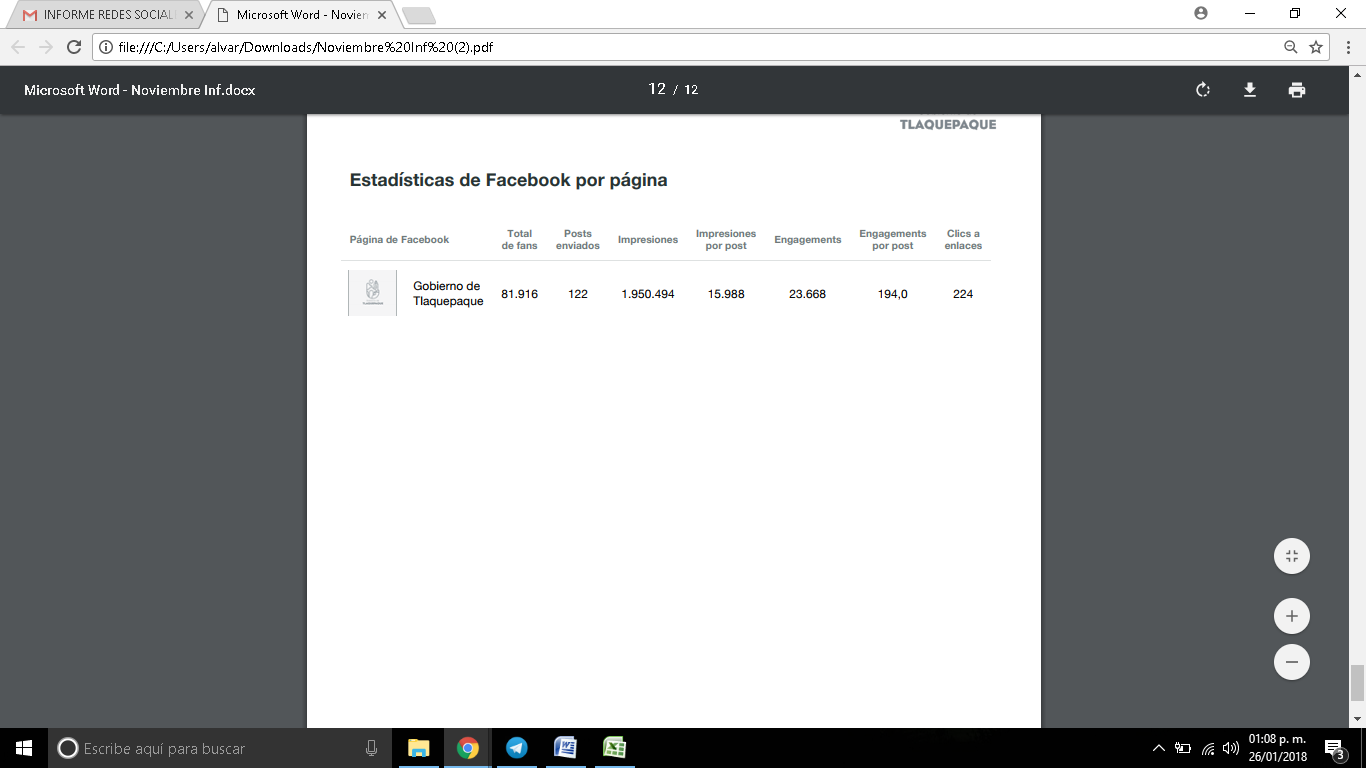 INFORME REDES SOCIAL
Microsoft Word - Noviem
file:///C:/Users/alvar/Downloads/Noviembre%20Inf%20(2).pdf
Microsoft Word - Noviembre Inf.docx
12 / 12
TLAQUEPAQUE
Estadísticas de Facebook por página
Página de Facebook
Total
de fans
Posts
enviados
Impresiones
Impresiones
por post
Engagements
Engagements
por post
Clics a
enlaces
Gobierno de
Tlaquepaque
81.916
122
1.950.494
15.988
23.668
194,0
224
Escribe aquí para buscar
01:08 p. m.
26/01/2018
3